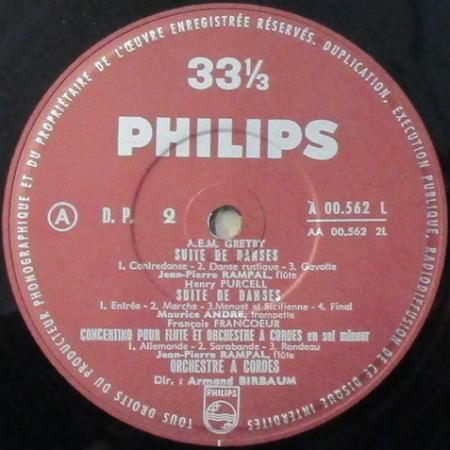 TOUS DROITS DU PRODUCTEUR PHONOGRAPHIQUE ET DU PROPRIÉTAIRE DE L'ŒUVRE ENREGISTRÉE RÉSERVÉS. DUPLICATION, EXECUTION PUBLIQUE, RADIODIFFUSION DE CE DISQUE INTERDITES
33⅓
PHILIPS
A D.P. 2 A 00.562 L
AA 00.562 2L
A.E.M. GRETRY
SUITE DE DANSES
1. Contredanse - 2. Danse rustique - 3. Gavotte
Jean-Pierre RAMPAL, flûte
Henry PURCELL
SUITE DE DANSES
1. Entrée - 2. Marche - 3.Menuet et Sicilienne - 4. Final
Maurice ANDRE, trompette
François FRANCOEUR
CONCERTINO POUR FLUTE ET ORCHESTRE A CORDES en sol mineur
1. Allemande - 2. Sarabande - 3. Rondeau
Jean-Pierre RAMPAL, flûte
ORCHESTRE A CORDES
Dir. : Armand BIRBAUM
PHILIPS